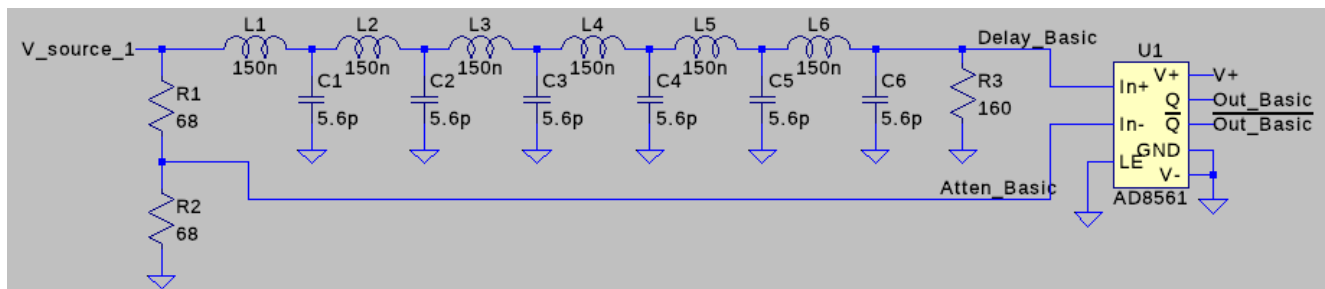 L1 L2 L3 L4 L5 L6
V_source_1 Delay_Basic
150n 150n 150n 150n 150n 150n
U1
R1
68
C1
5.6p
C2
5.6p
C3
5.6p
C4
5.6p
C5
5.6p
C6
5.6p
R3
160
In+
In-
LE
V+
Q
Q
GND
V-
AD8561
V+
Out_Basic
Out_Basic
Atten_Basic
R2
68